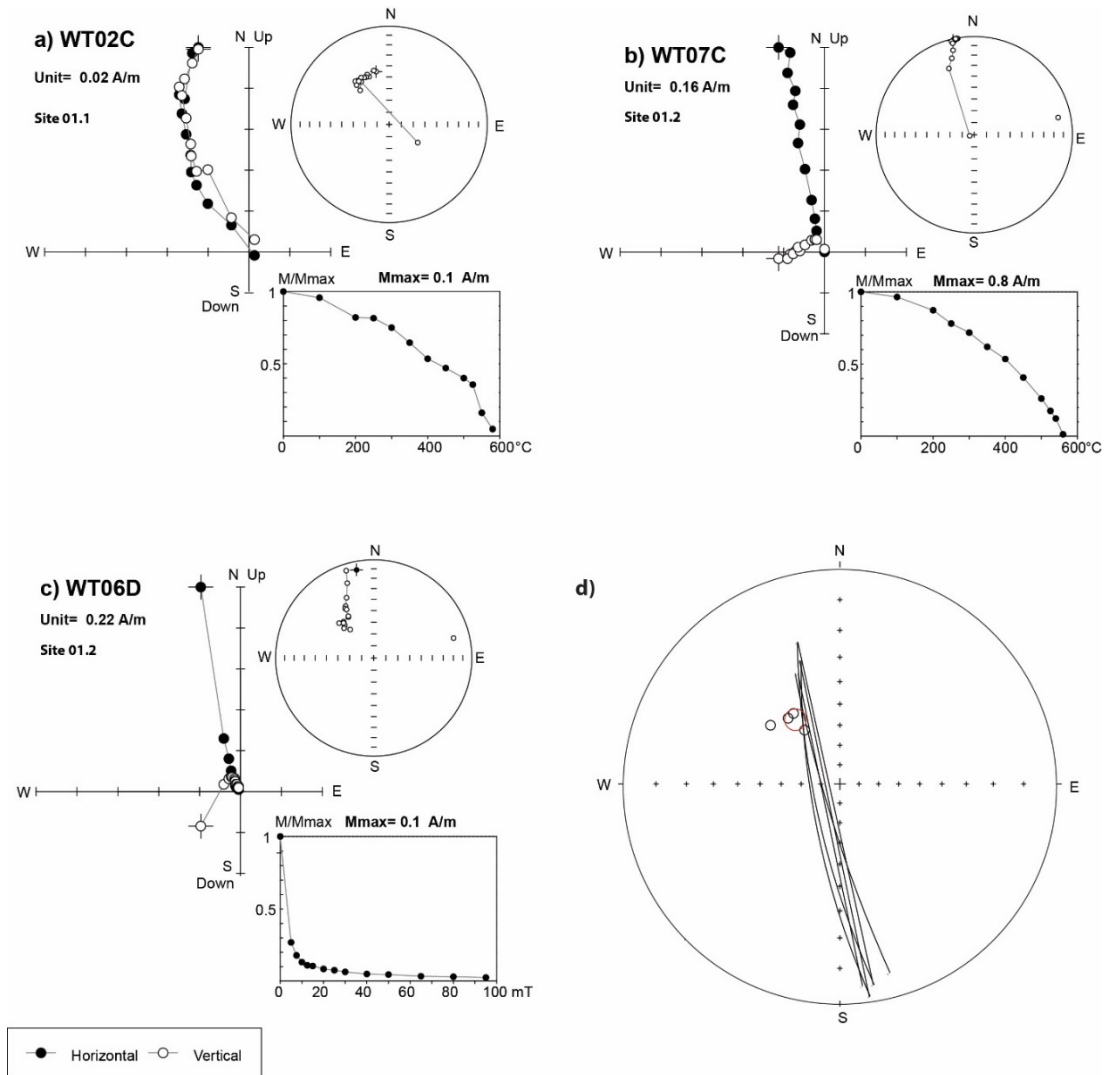 a) WT02C
Unit= 0.02 A/m
Site 01.1
N Up
W E
S
Down
N
W E
S
M/Mmax Mmax= 0.1 A/m
1
0.5
0 200 400 600°C
b) WT07C
Unit= 0.16 A/m
Site 01.2
N Up
W E
S
Down
N
W E
S
M/Mmax Mmax= 0.8 A/m
1
0.5
0 200 400 600°C
c) WT06D
Unit= 0.22 A/m
Site 01.2
N Up
W E
S
Down
N
W E
S
M/Mmax Mmax= 0.1 A/m
1
0.5
0 20 40 60 80 100 mT
d)
N
W E
S
Horizontal Vertical